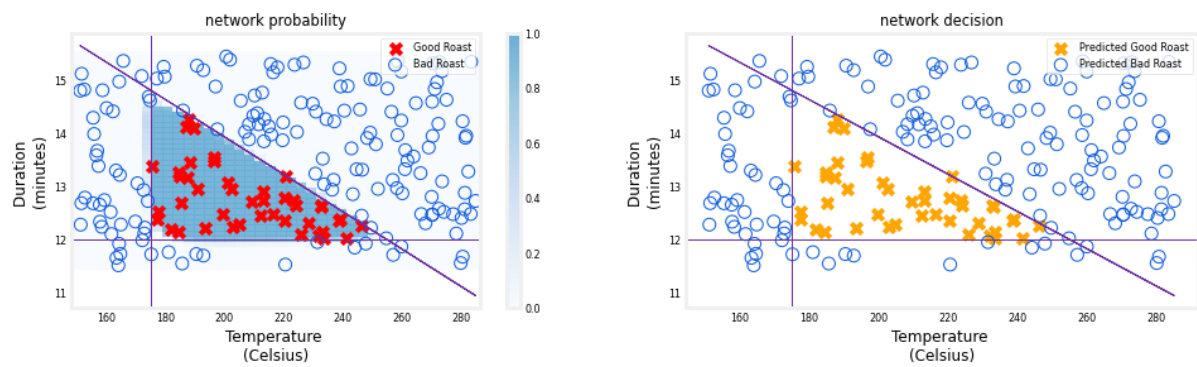 network probability
Good Roast
Bad Roast
Duration
(minutes)
15
14
13
12
11
160 180 200 220 240 260 280
Temperature
(Celsius)
1.0
0.8
0.6
0.4
0.2
0.0
network decision
Predicted Good Roast
Predicted Bad Roast
Duration
(minutes)
15
14
13
12
11
160 180 200 220 240 260 280
Temperature
(Celsius)